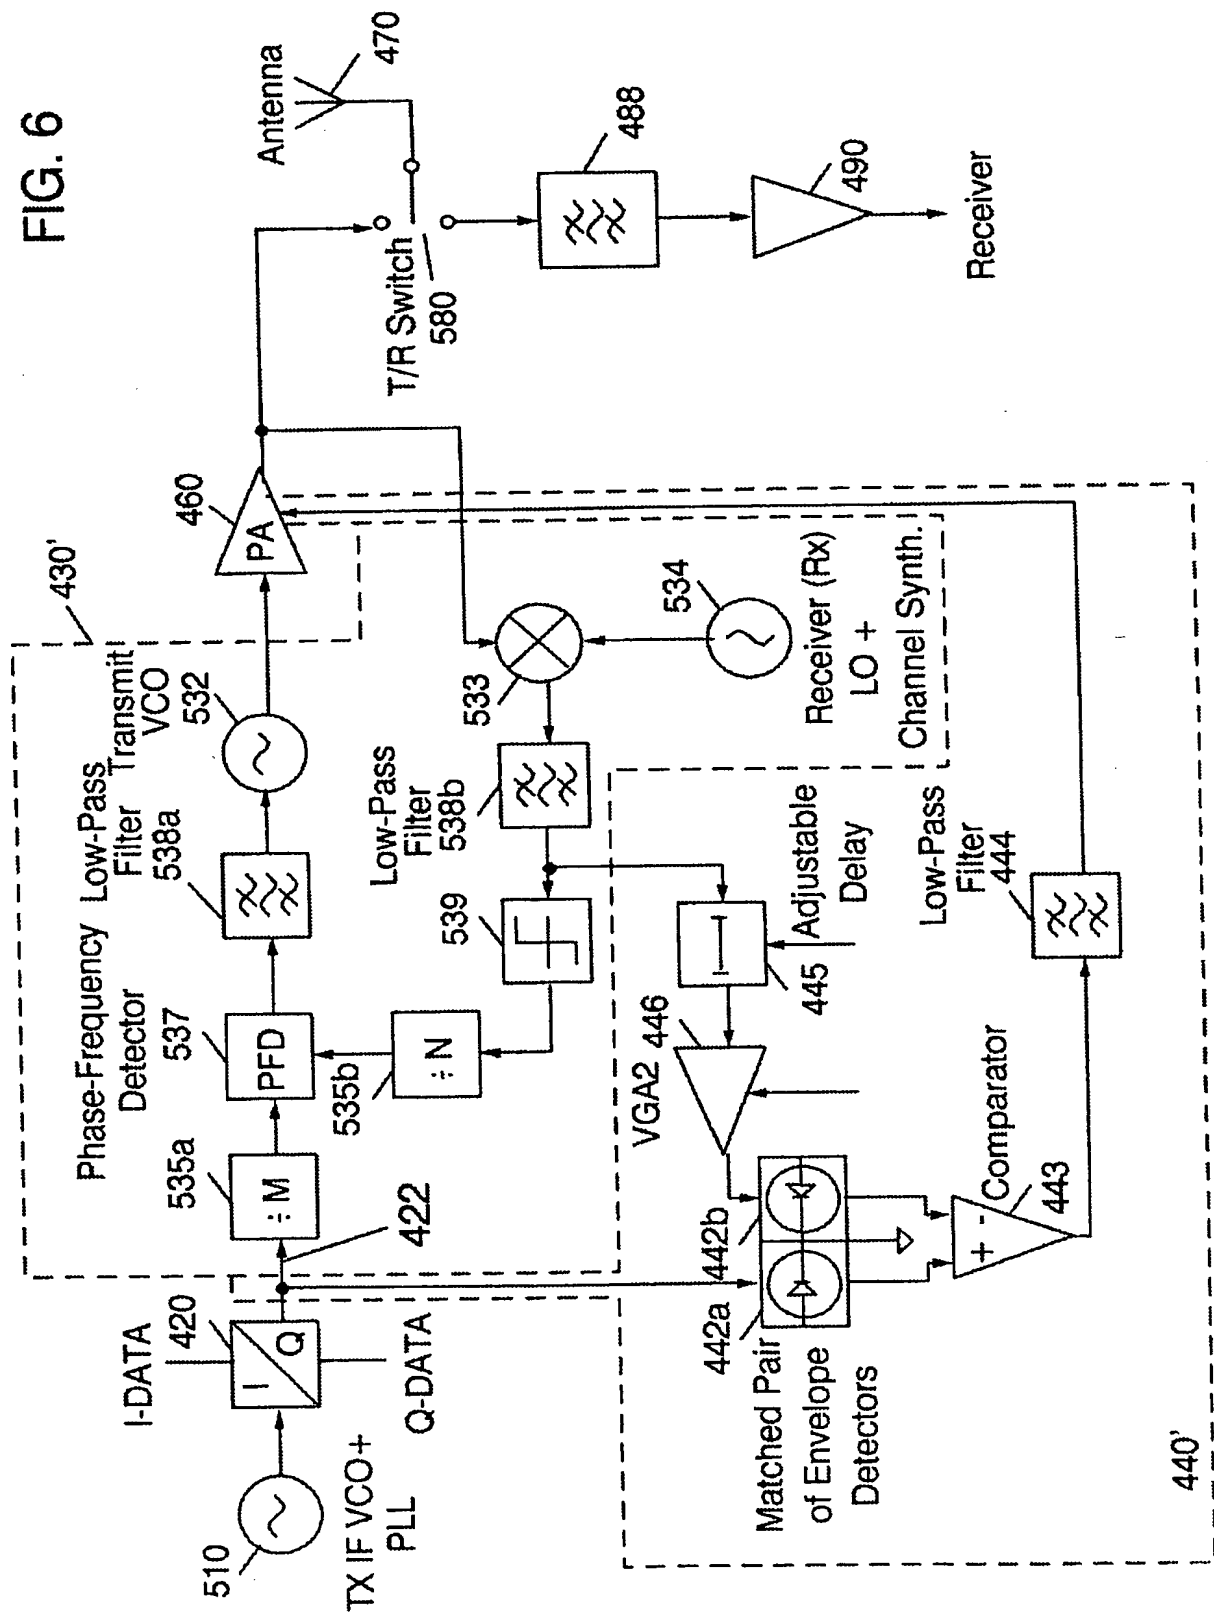 FIG. 6
Antenna
470
488
490
Receiver
T/R Switch
580
460
PA
430'
Transmit
VCO
532
Low-Pass
Filter
538a
Phase-Frequency
Detector
537
PFD
535a
÷M
422
535b
÷N
539
Low-Pass
Filter
538b
533
534
Receiver (Rx)
LO +
Channel Synth.
I-DATA
420
I
Q
Q-DATA
510
TX IF VCO+
PLL
Adjustable
Delay
445
446
VGA2
442b
442a
Matched Pair
of Envelope
Detectors
Comparator
443
+ -
Low-Pass
Filter
444
440'